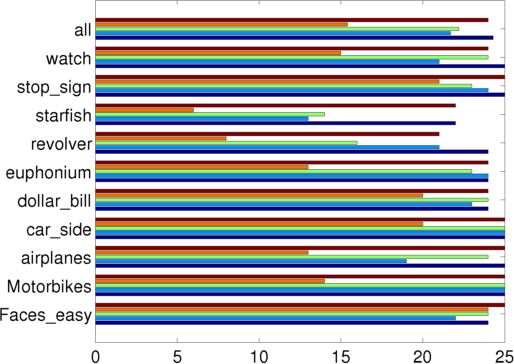 all
watch
stop_sign
starfish
revolver
euphonium
dollar_bill
car_side
airplanes
Motorbikes
Faces_easy
0 5 10 15 20 25